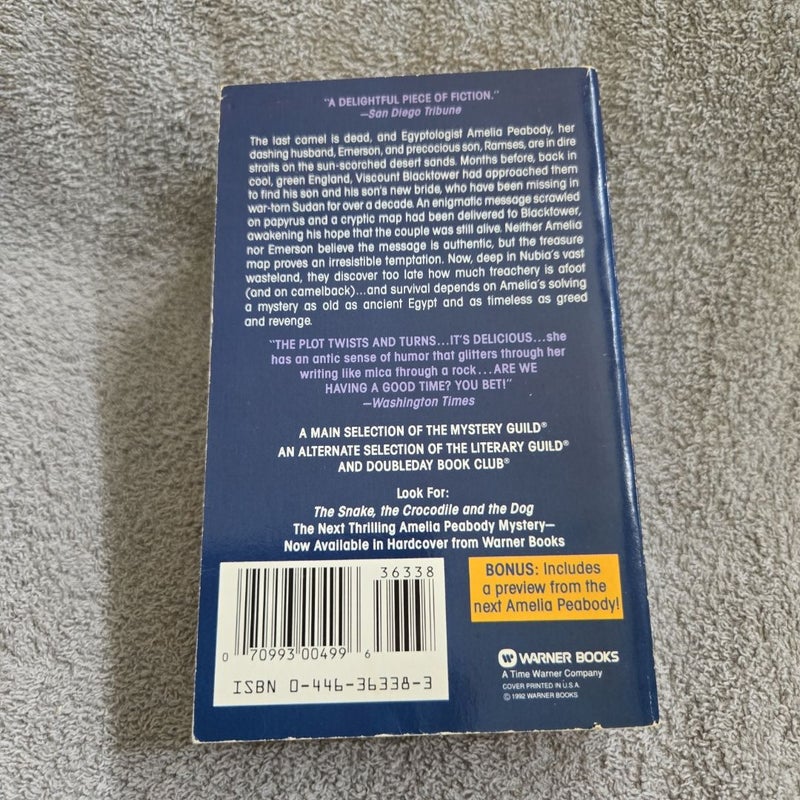 "A DELIGHTFUL PIECE OF FICTION."
—San Diego Tribune
The last camel is dead, and Egyptologist Amelia Peabody, her
dashing husband, Emerson, and precocious son, Ramses, are in dire
straits on the sun-scorched desert sands. Months before, back in
cool, green England, Viscount Blacktower had approached them
to find his son and his son's new bride, who have been missing in
war-torn Sudan for over a decade. An enigmatic message scrawled
on papyrus and a cryptic map had been delivered to Blacktower,
awakening his hope that the couple was still alive. Neither Amelia
nor Emerson believe the message is authentic, but the treasure
map proves an irresistible temptation. Now, deep in Nubia's vast
wasteland, they discover too late how much treachery is afoot
(and on camelback)...and survival depends on Amelia's solving
a mystery as old as ancient Egypt and as timeless as greed
and revenge.
"THE PLOT TWISTS AND TURNS...IT'S DELICIOUS...she
has an antic sense of humor that glitters through her
writing like mica through a rock...ARE WE
HAVING A GOOD TIME? YOU BET!"
—Washington Times
A MAIN SELECTION OF THE MYSTERY GUILD®
AN ALTERNATE SELECTION OF THE LITERARY GUILD®
AND DOUBLEDAY BOOK CLUB®
Look For:
The Snake, the Crocodile and the Dog
The Next Thrilling Amelia Peabody Mystery—
Now Available in Hardcover from Warner Books
36338
0 70993 00499 6
ISBN 0-446-36338-3
BONUS: Includes
a preview from the
next Amelia Peabody!
WARNER BOOKS
A Time Warner Company
COVER PRINTED IN U.S.A.
© 1992 WARNER BOOKS